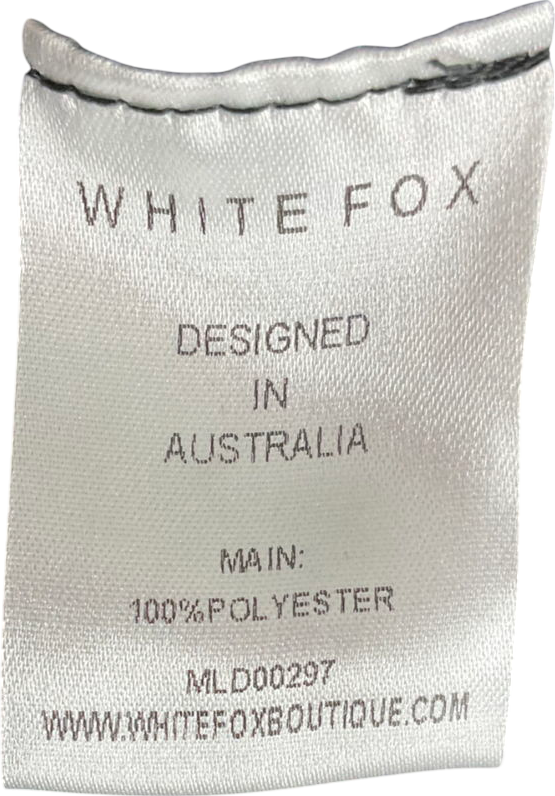 WHITE FOX
DESIGNED
IN
AUSTRALIA
MAIN:
100%POLYESTER
MLD00297
WWW.WHITEFOXBOUTIQUE.COM